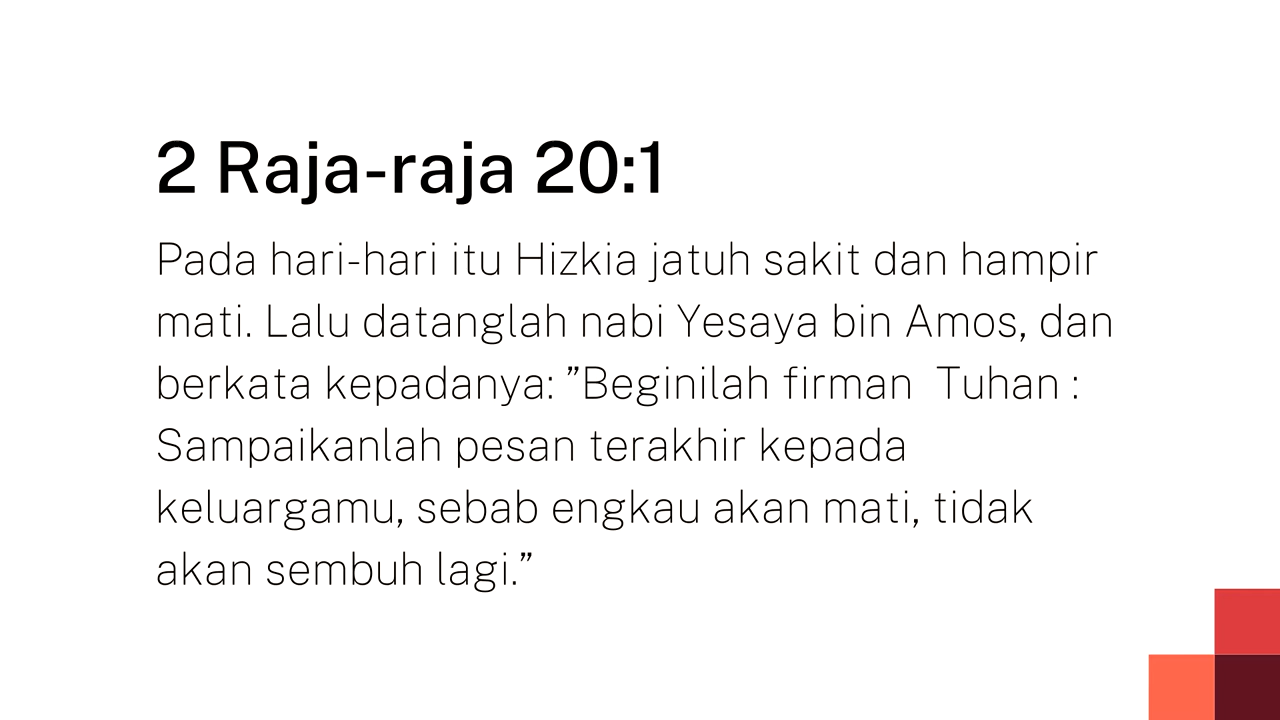 2 Raja-raja 20:1
Pada hari-hari itu Hizkia jatuh sakit dan hampir
mati. Lalu datanglah nabi Yesaya bin Amos, dan
berkata kepadanya: ”Beginilah firman  Tuhan :
Sampaikanlah pesan terakhir kepada
keluargamu, sebab engkau akan mati, tidak
akan sembuh lagi.”